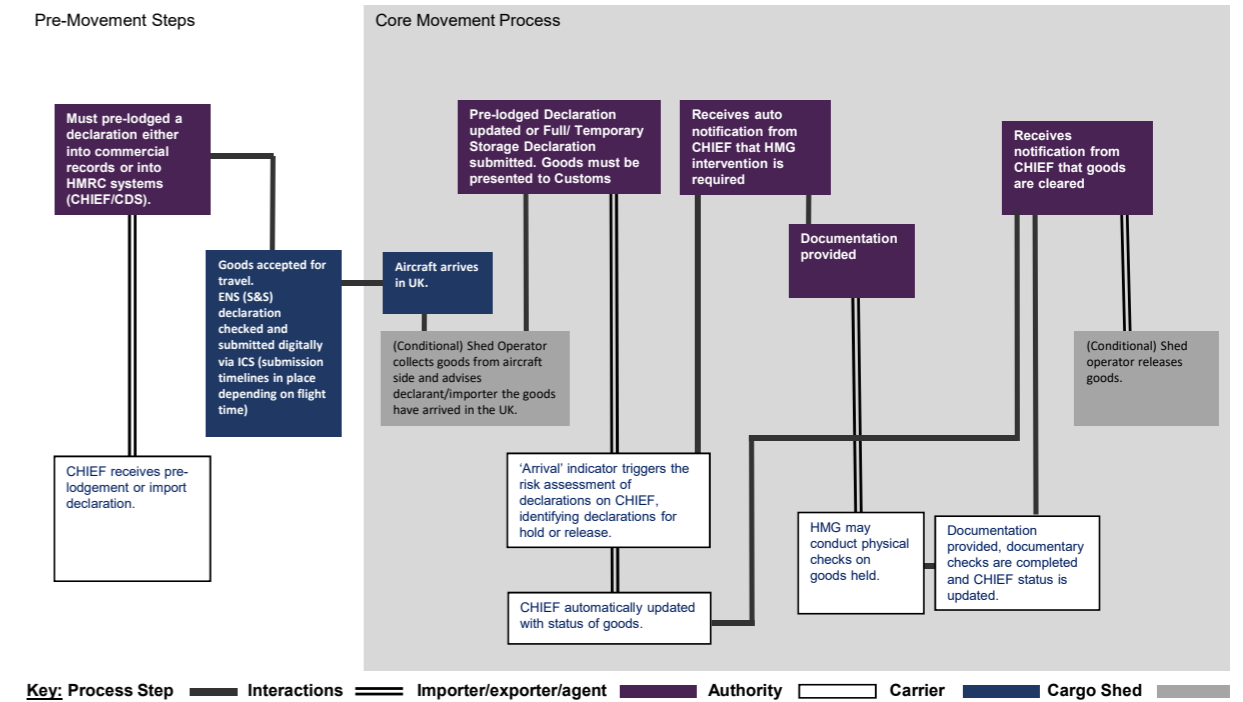 Pre-Movement Steps
Core Movement Process
Must pre-lodged a
declaration either
into commercial
records or into
HMRC systems
(CHIEF/CDS).
Goods accepted for
travel.
ENS (S&S)
declaration
checked and
submitted digitally
via ICS (submission
timelines in place
depending on flight
time)
CHIEF receives pre-
lodgement or import
declaration.
Aircraft arrives
in UK.
(Conditional) Shed Operator
collects goods from aircraft
side and advises
declarant/importer the goods
have arrived in the UK.
Pre-lodged Declaration
updated or Full/ Temporary
Storage Declaration
submitted. Goods must be
presented to Customs
‘Arrival’ indicator triggers the
risk assessment of
declarations on CHIEF,
identifying declarations for
hold or release.
CHIEF automatically updated
with status of goods.
Receives auto
notification from
CHIEF that HMG
intervention is
required
Documentation
provided
HMG may
conduct physical
checks on
goods held.
Documentation
provided, documentary
checks are completed
and CHIEF status is
updated.
Receives
notification from
CHIEF that goods
are cleared
(Conditional) Shed
operator releases
goods.
Key: Process Step Interactions Importer/exporter/agent Authority Carrier Cargo Shed